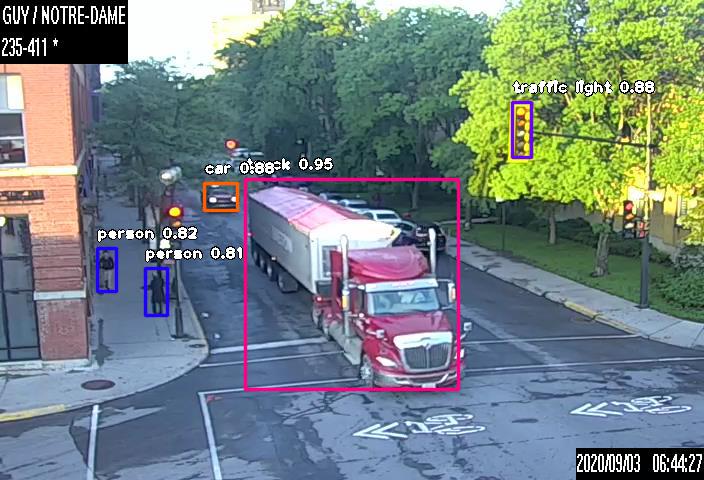 GUY / NOTRE-DAME
235-411 *
traffic light 0.88
car 0.88
truck 0.95
person 0.82
person 0.81
2020/09/03 06:44:27